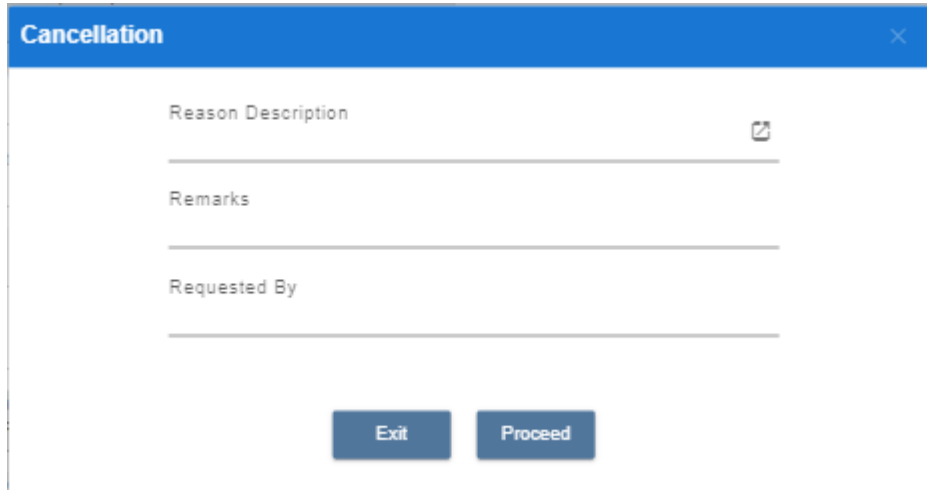 Cancellation
Reason Description
Remarks
Requested By
Exit Proceed